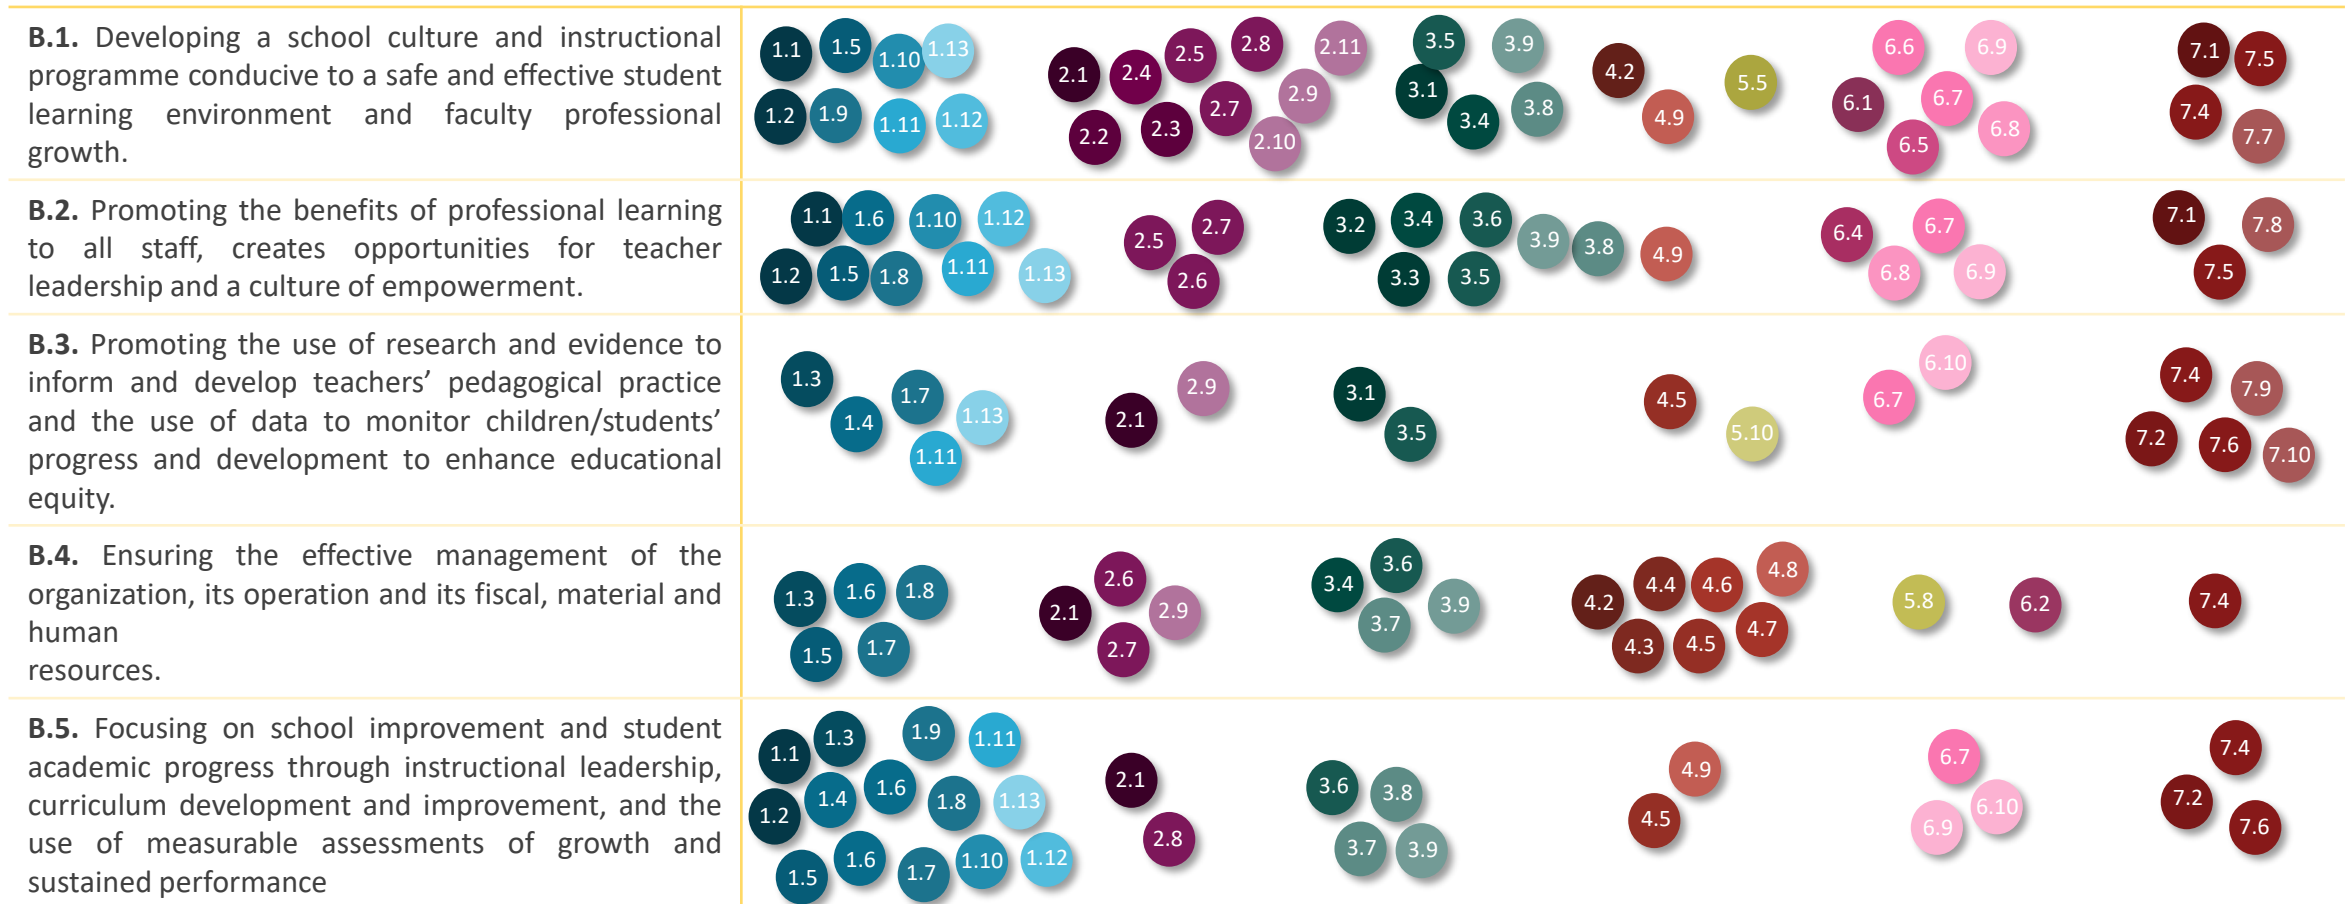 B.1. Developing a school culture and instructional
programme conducive to a safe and effective student
learning environment and faculty professional
growth.
1.1 1.5 1.10 1.13
1.2 1.9 1.11 1.12
2.1 2.4 2.5 2.8 2.11
2.2 2.3 2.7 2.9 2.10
3.5 3.9
3.1 3.4 3.8
4.2 4.9
5.5
6.6 6.9
6.1 6.7
6.5 6.8
7.1 7.5
7.4 7.7
B.2. Promoting the benefits of professional learning
to all staff, creates opportunities for teacher
leadership and a culture of empowerment.
1.1 1.6 1.10 1.12
1.2 1.5 1.8 1.11 1.13
2.5 2.7
2.6
3.2 3.4 3.6 3.9 3.8
3.3 3.5
4.9
6.4 6.7
6.8 6.9
7.1 7.8
7.5
B.3. Promoting the use of research and evidence to
inform and develop teachers’ pedagogical practice
and the use of data to monitor children/students’
progress and development to enhance educational
equity.
1.3 1.7 1.13
1.4 1.11
2.1 2.9
3.1
3.5
4.5
5.10
6.10
6.7
7.4 7.9
7.2 7.6 7.10
B.4. Ensuring the effective management of the
organization, its operation and its fiscal, material and
human
resources.
1.3 1.6 1.8
1.5 1.7
2.6
2.1 2.9
2.7
3.4 3.6
3.7 3.9
4.2 4.4 4.6 4.8
4.3 4.5 4.7
5.8
6.2
7.4
B.5. Focusing on school improvement and student
academic progress through instructional leadership,
curriculum development and improvement, and the
use of measurable assessments of growth and
sustained performance
1.1 1.3 1.9 1.11
1.2 1.4 1.6 1.8 1.13
1.5 1.6 1.7 1.10 1.12
2.1
2.8
3.6 3.8
3.7 3.9
4.9
4.5
6.7
6.9 6.10
7.4
7.2
7.6